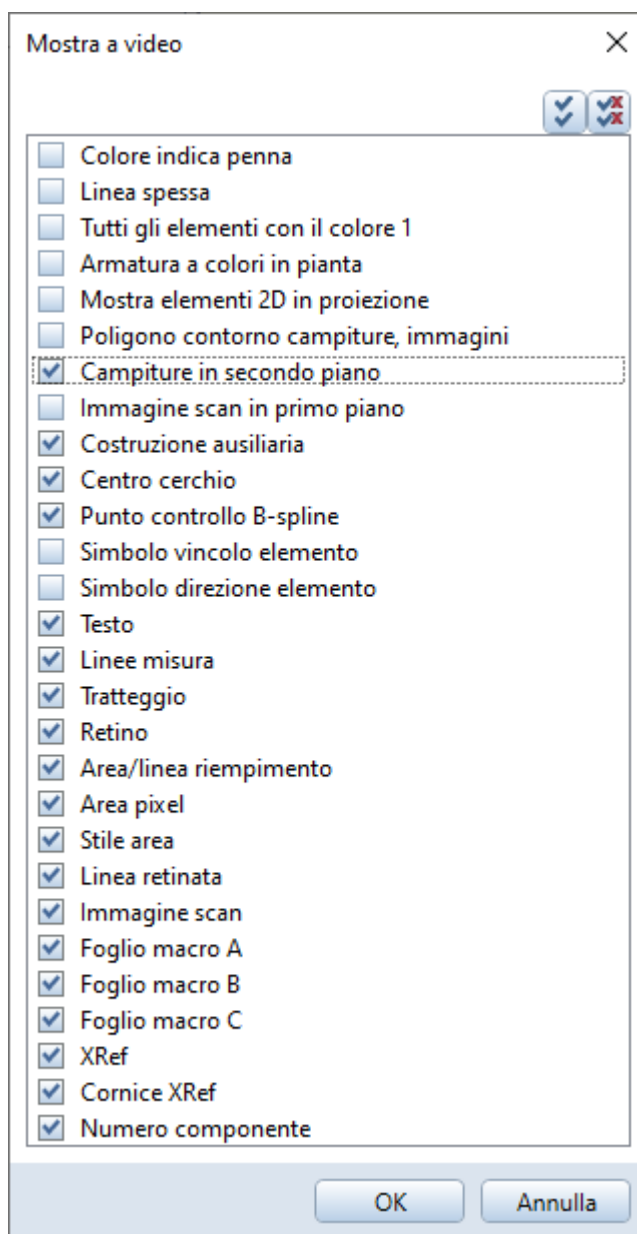 Mostra a video
Colore indica penna
Linea spessa
Tutti gli elementi con il colore 1
Armatura a colori in pianta
Mostra elementi 2D in proiezione
Poligono contorno campiture, immagini
Campiture in secondo piano
Immagine scan in primo piano
Costruzione ausiliaria
Centro cerchio
Punto controllo B-spline
Simbolo vincolo elemento
Simbolo direzione elemento
Testo
Linee misura
Tratteggio
Retino
Area/linea riempimento
Area pixel
Stile area
Linea retinata
Immagine scan
Foglio macro A
Foglio macro B
Foglio macro C
XRef
Cornice XRef
Numero componente
OK Annulla